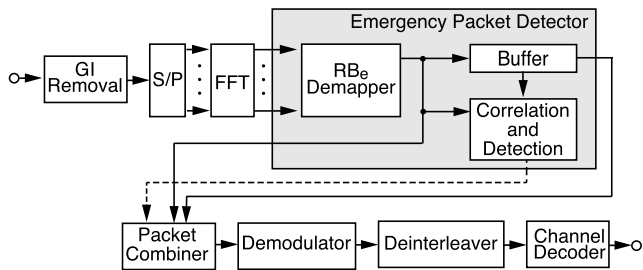 Emergency Packet Detector
GI
Removal
S/P
FFT
RBe
Demapper
Buffer
Correlation
and
Detection
Packet
Combiner
Demodulator
Deinterleaver
Channel
Decoder